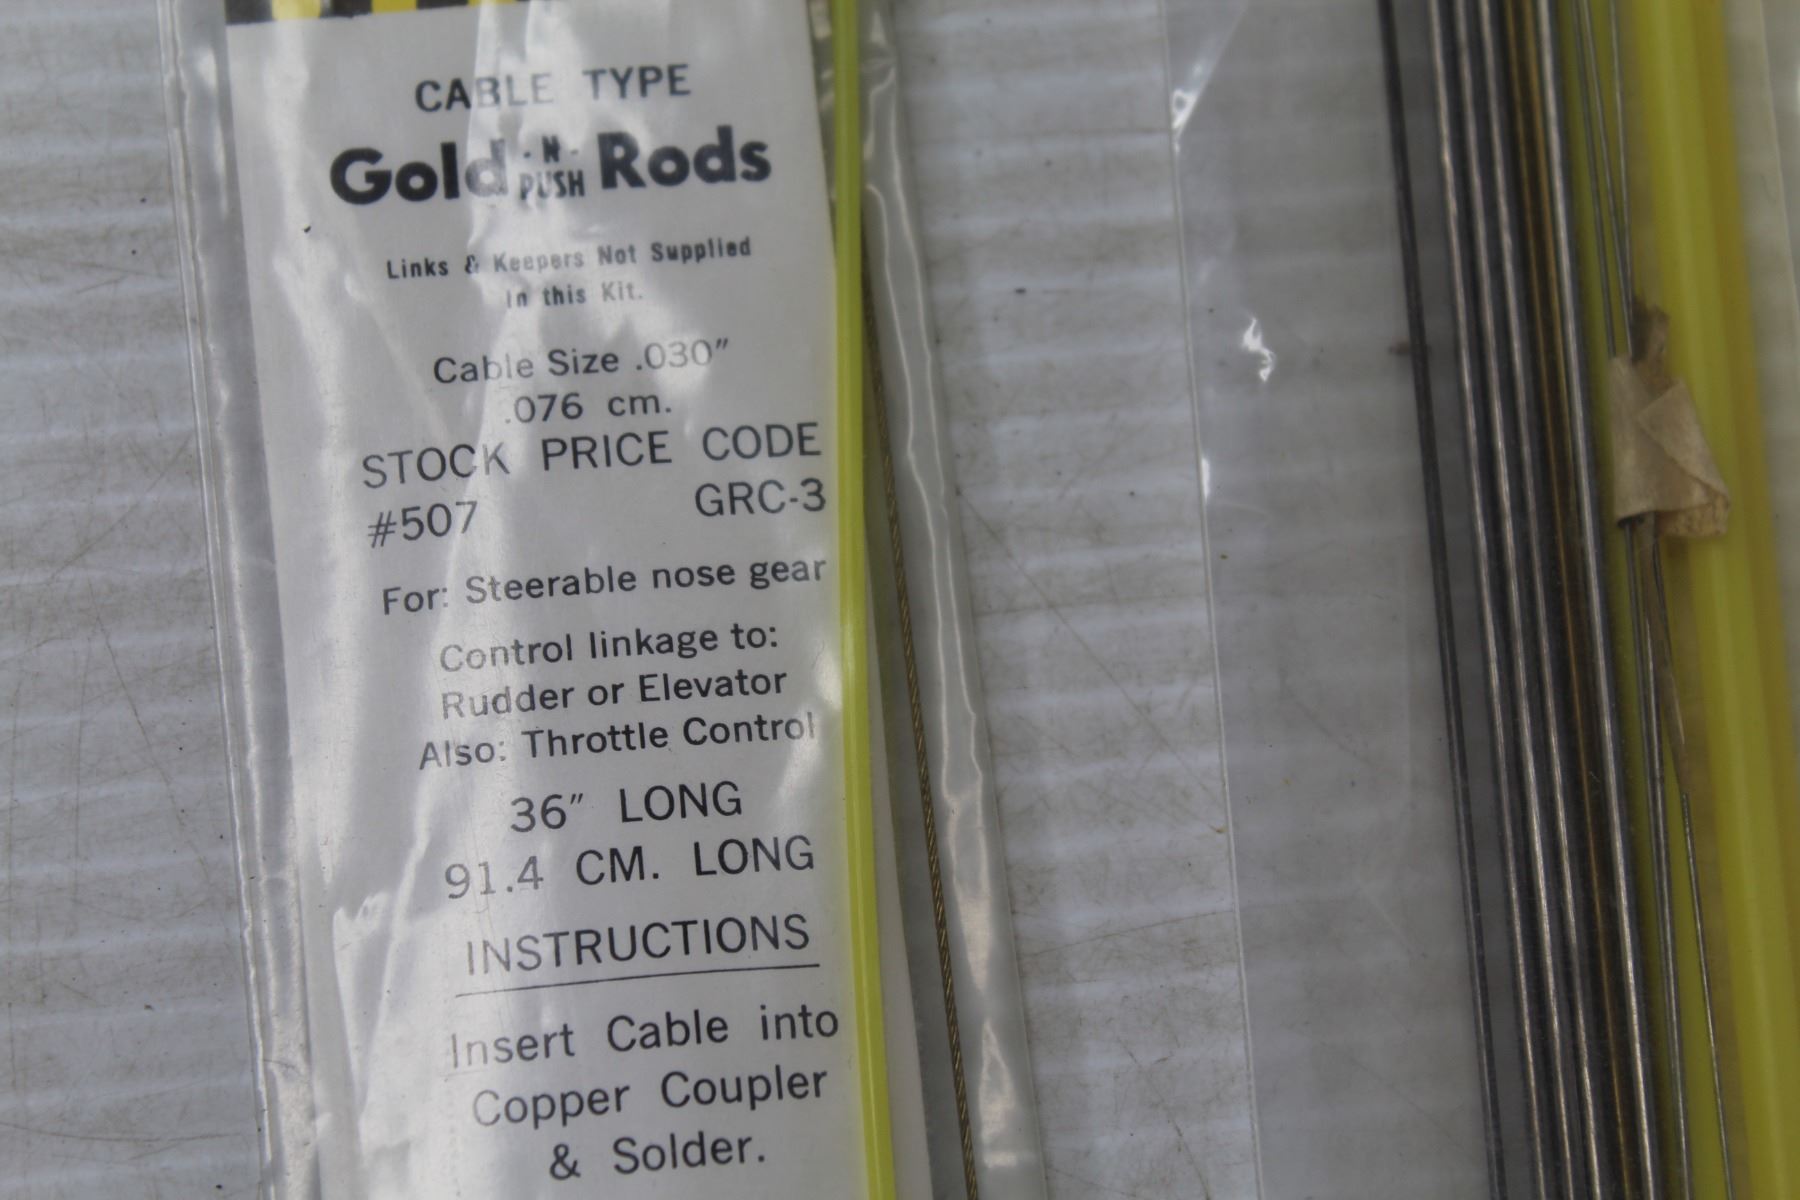 CABLE TYPE
Gold -N- PUSH Rods
Links & Keepers Not Supplied
In this Kit.
Cable Size .030"
.076 cm.
STOCK PRICE CODE
#507 GRC-3
For: Steerable nose gear
Control linkage to:
Rudder or Elevator
Also: Throttle Control
36" LONG
91.4 CM. LONG
INSTRUCTIONS
Insert Cable into
Copper Coupler
& Solder.